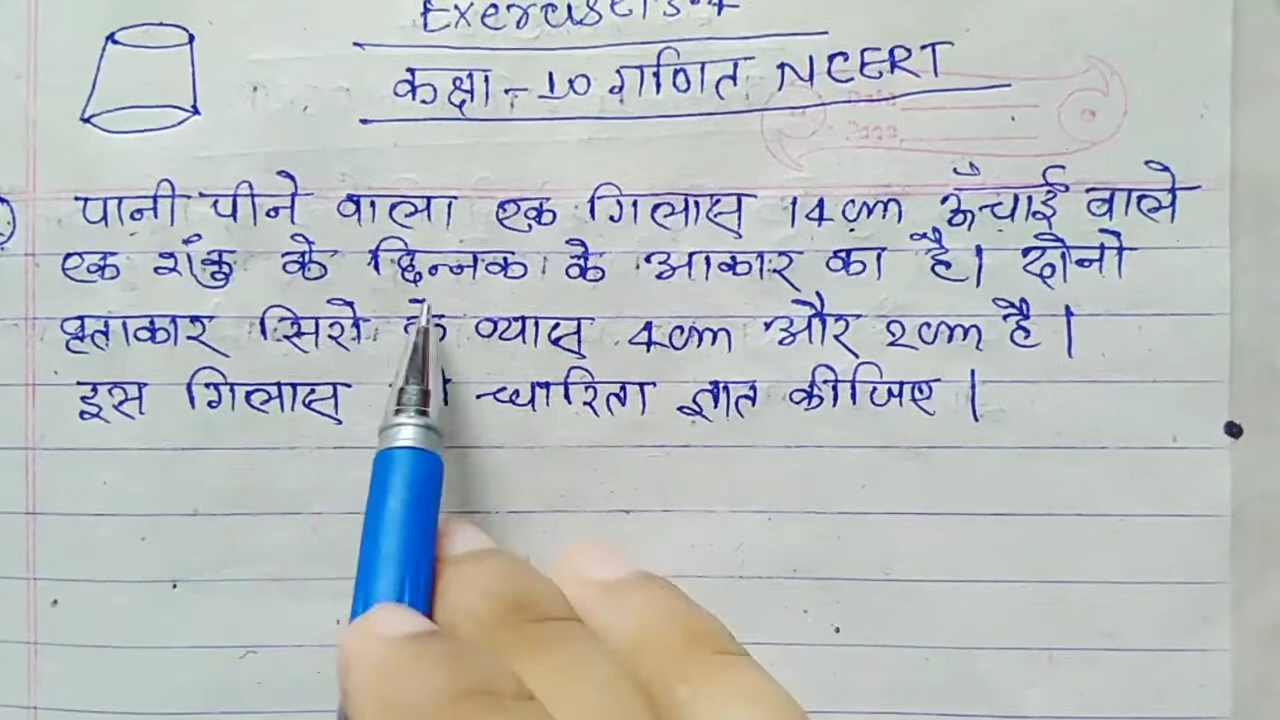 Exercise 13.4
कक्षा - 10 गणित NCERT
पानी पीने वाला एक गिलास 14cm ऊँचाई वाले
एक शंकु के छिन्नक के आकार का है। दोनो
वृताकार सिरो के व्यास 4cm और 2cm है।
इस गिलास धारिता ज्ञात कीजिए।